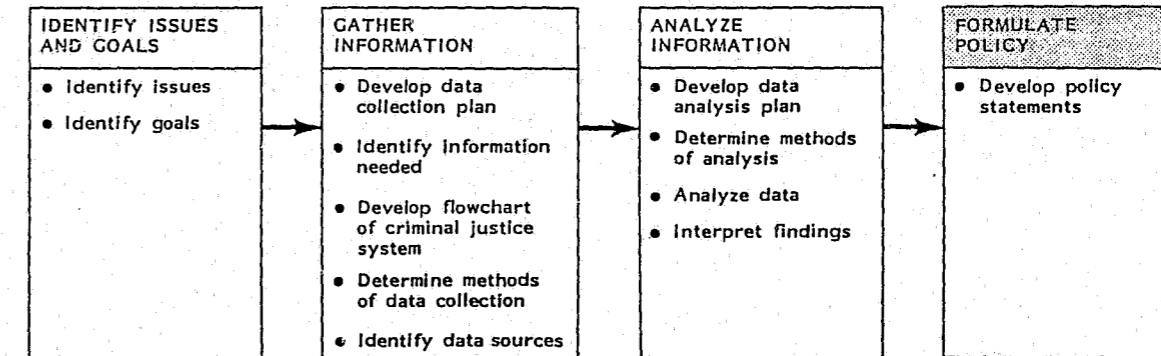 IDENTIFY ISSUES
AND GOALS
• Identify issues
• Identify goals
GATHER
INFORMATION
• Develop data
collection plan
• Identify information
needed
• Develop flowchart
of criminal justice
system
• Determine methods
of data collection
• Identify data sources
ANALYZE
INFORMATION
• Develop data
analysis plan
• Determine methods
of analysis
• Analyze data
• Interpret findings
FORMULATE
POLICY
• Develop policy
statements